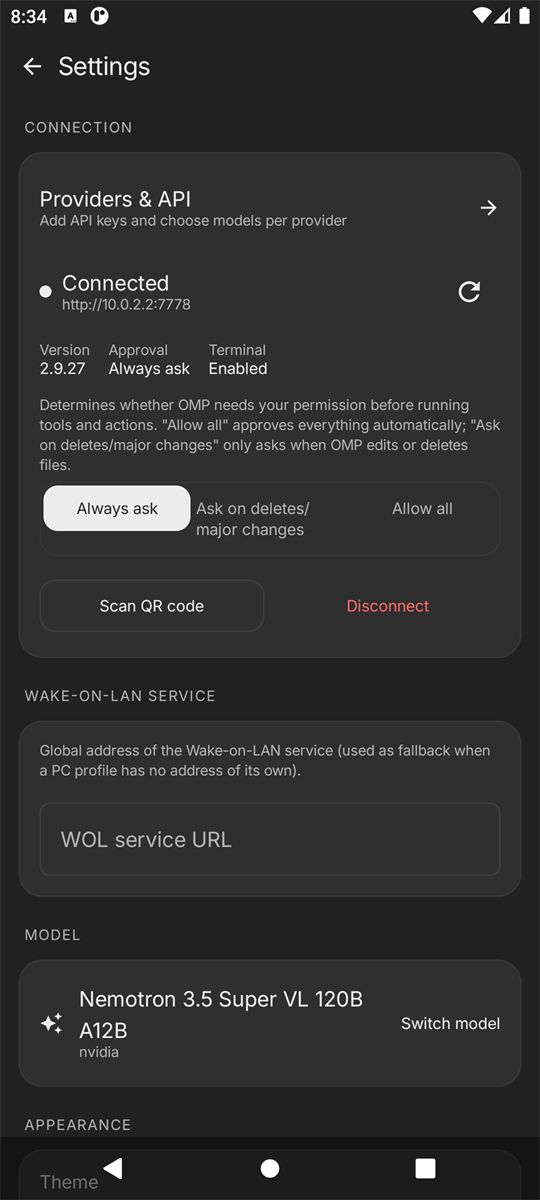 8:34
A
Settings
CONNECTION
Providers & API
Add API keys and choose models per provider
Connected
http://10.0.2.2:7778
Version
2.9.27
Approval
Always ask
Terminal
Enabled
Determines whether OMP needs your permission before running
tools and actions. "Allow all" approves everything automatically; "Ask
on deletes/major changes" only asks when OMP edits or deletes
files.
Always ask
Ask on deletes/
major changes
Allow all
Scan QR code
Disconnect
WAKE-ON-LAN SERVICE
Global address of the Wake-on-LAN service (used as fallback when
a PC profile has no address of its own).
WOL service URL
MODEL
Nemotron 3.5 Super VL 120B
A12B
nvidia
Switch model
APPEARANCE
Theme